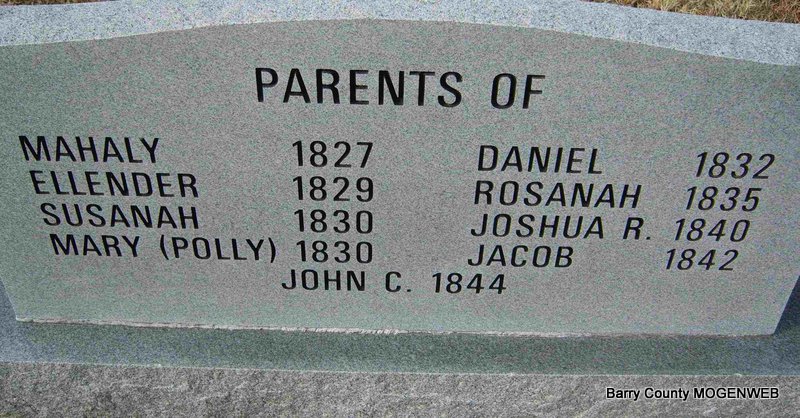 PARENTS OF
MAHALY 1827 DANIEL 1832
ELLENDER 1829 ROSANAH 1835
SUSANAH 1830 JOSHUA R. 1840
MARY (POLLY) 1830 JACOB 1842
JOHN C. 1844
Barry County MOGENWEB